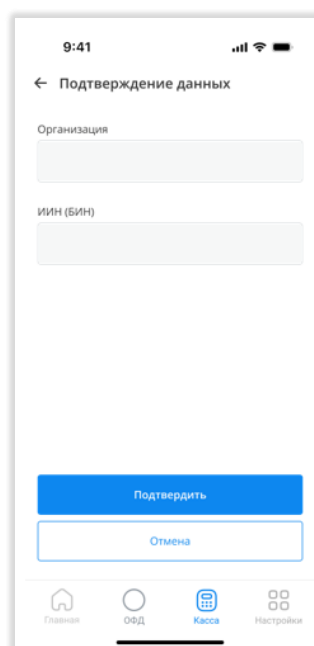 9:41
← Подтверждение данных
Организация
ИИН (БИН)
Подтвердить
Отмена
Главная ОФД Касса Настройки